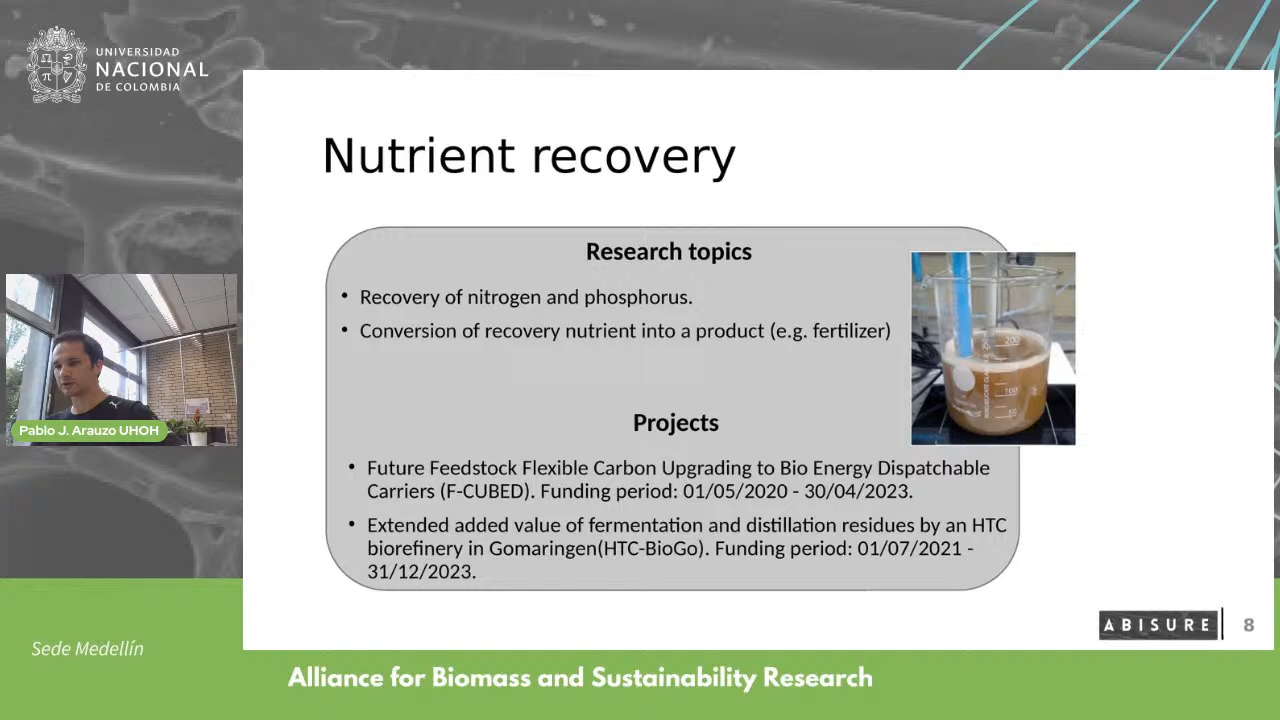 UNIVERSIDAD
NACIONAL
DE COLOMBIA
Nutrient recovery
Research topics
• Recovery of nitrogen and phosphorus.
• Conversion of recovery nutrient into a product (e.g. fertilizer)
200
100
50
Projects
• Future Feedstock Flexible Carbon Upgrading to Bio Energy Dispatchable
Carriers (F-CUBED). Funding period: 01/05/2020 - 30/04/2023.
• Extended added value of fermentation and distillation residues by an HTC
biorefinery in Gomaringen(HTC-BioGo). Funding period: 01/07/2021 -
31/12/2023.
Pablo J. Arauzo UHOH
ABISURE
8
Sede Medellín
Alliance for Biomass and Sustainability Research